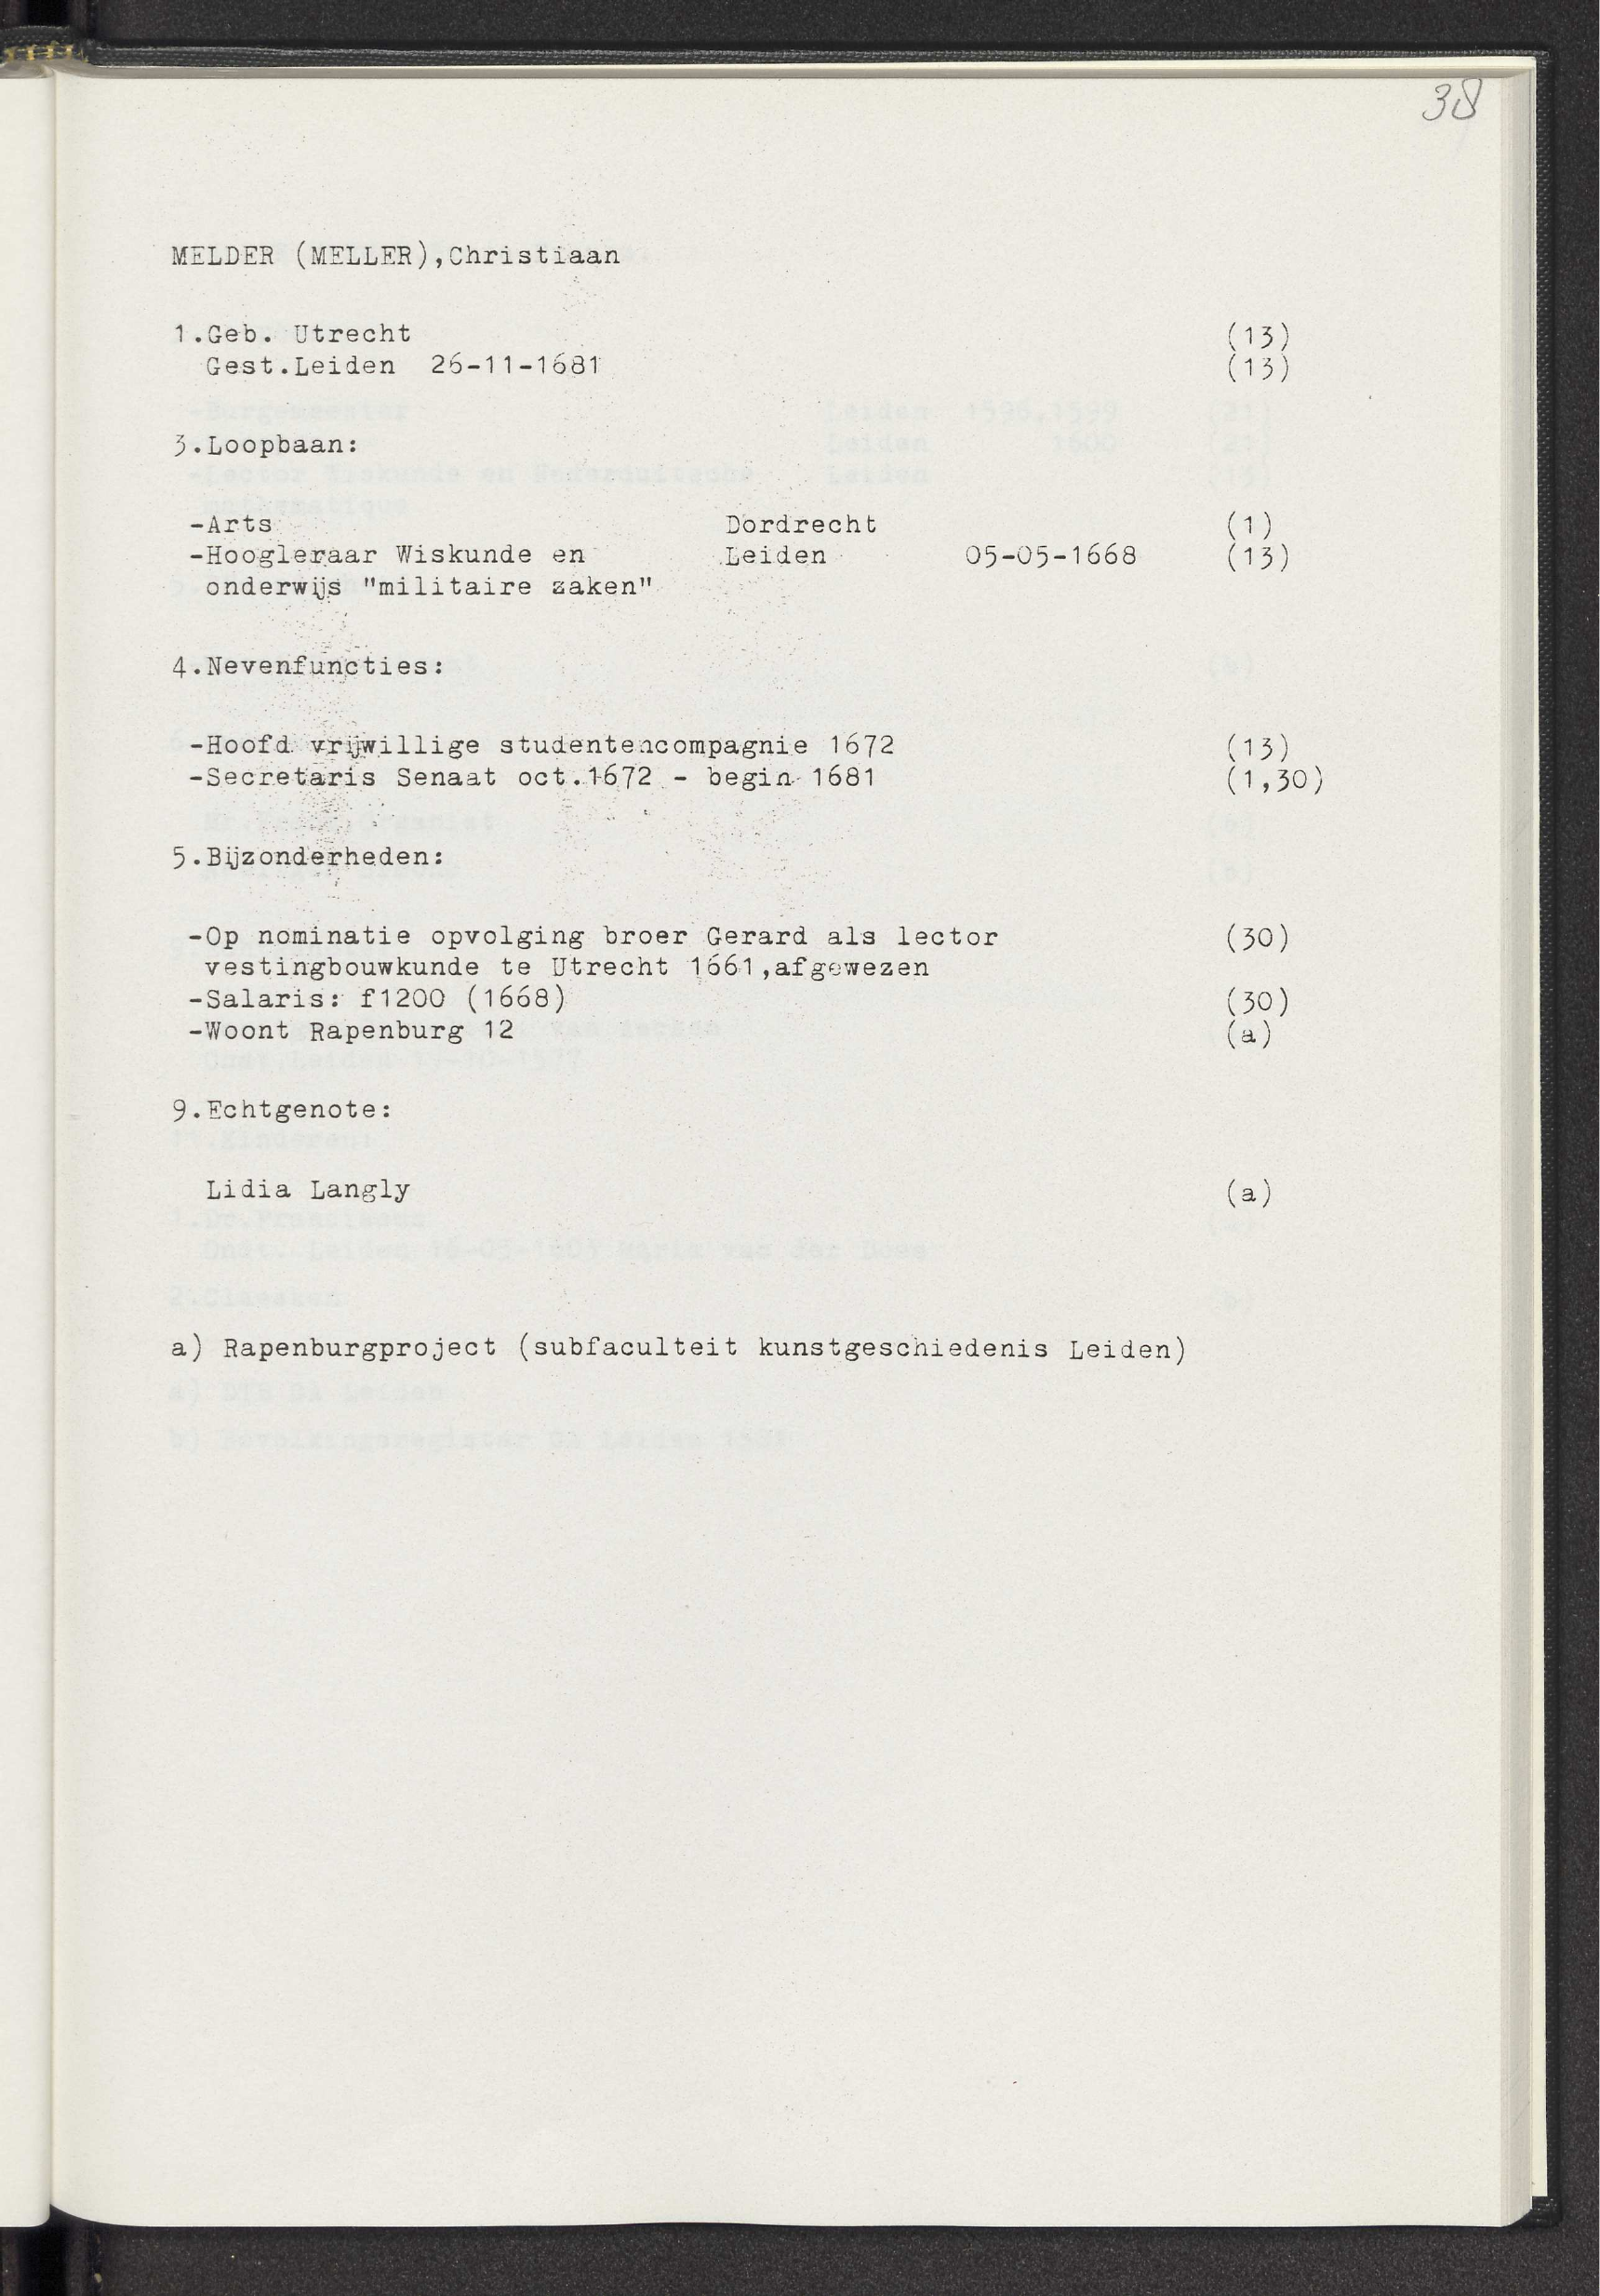 38
MELDER (MELLER),Christiaan
1.Geb. Utrecht (13)
Gest.Leiden 26-11-1681 (13)
3.Loopbaan:
-Arts Dordrecht (1)
-Hoogleraar Wiskunde en Leiden 05-05-1668 (13)
onderwijs "militaire zaken"
4.Nevenfuncties:
-Hoofd vrijwillige studentencompagnie 1672 (13)
-Secretaris Senaat oct.1672 - begin 1681 (1,30)
5.Bijzonderheden:
-Op nominatie opvolging broer Gerard als lector (30)
vestingbouwkunde te Utrecht 1661,afgewezen
-Salaris: f1200 (1668) (30)
-Woont Rapenburg 12 (a)
9.Echtgenote:
Lidia Langly (a)
a) Rapenburgproject (subfaculteit kunstgeschiedenis Leiden)